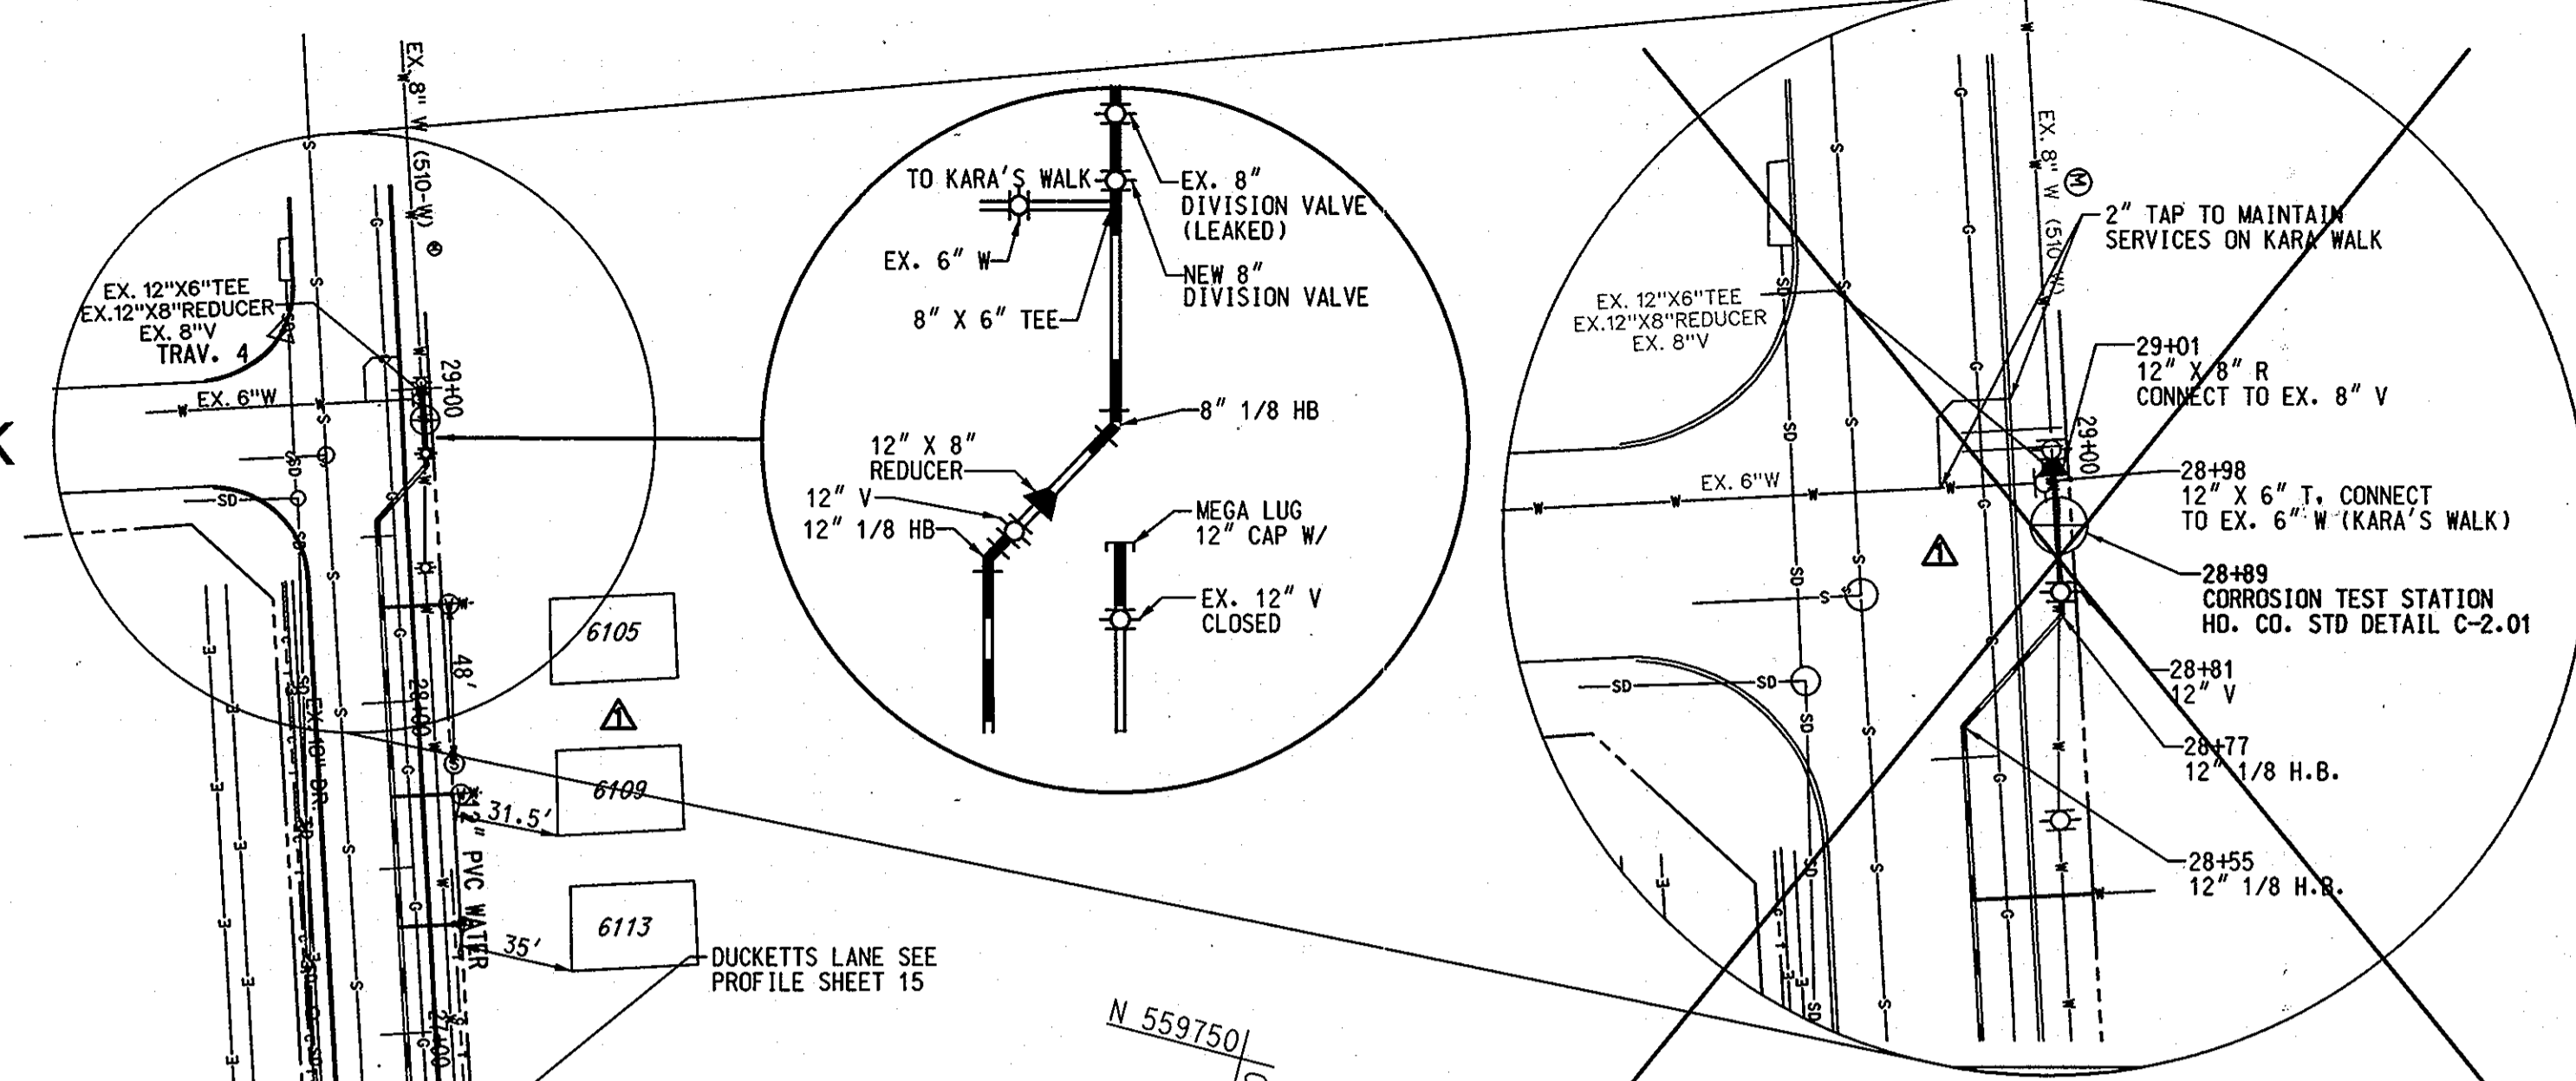 EX. 8" W (510-W)
M
EX. 12"X6"TEE
EX.12"X8"REDUCER
EX. 8"V
TRAV. 4
EX. 6"W
29+00
48'
28+00
EX 18" DR.
12" PVC WATER
27+00
6105
1
6109
31.5'
6113
35'
DUCKETTS LANE SEE
PROFILE SHEET 15
N 559750
TO KARA'S WALK
EX. 6" W
8" X 6" TEE
EX. 8"
DIVISION VALVE
(LEAKED)
NEW 8"
DIVISION VALVE
8" 1/8 HB
12" X 8"
REDUCER
12" V
12" 1/8 HB
MEGA LUG
12" CAP W/
EX. 12" V
CLOSED
EX. 8" W (510 W)
M
2" TAP TO MAINTAIN
SERVICES ON KARA WALK
EX. 12"X6"TEE
EX.12"X8"REDUCER
EX. 8"V
29+01
12" X 8" R
CONNECT TO EX. 8" V
EX. 6"W
29+00
28+98
12" X 6" T, CONNECT
TO EX. 6" W (KARA'S WALK)
1
28+89
CORROSION TEST STATION
HO. CO. STD DETAIL C-2.01
28+81
12" V
28+77
12" 1/8 H.B.
28+55
12" 1/8 H.B.